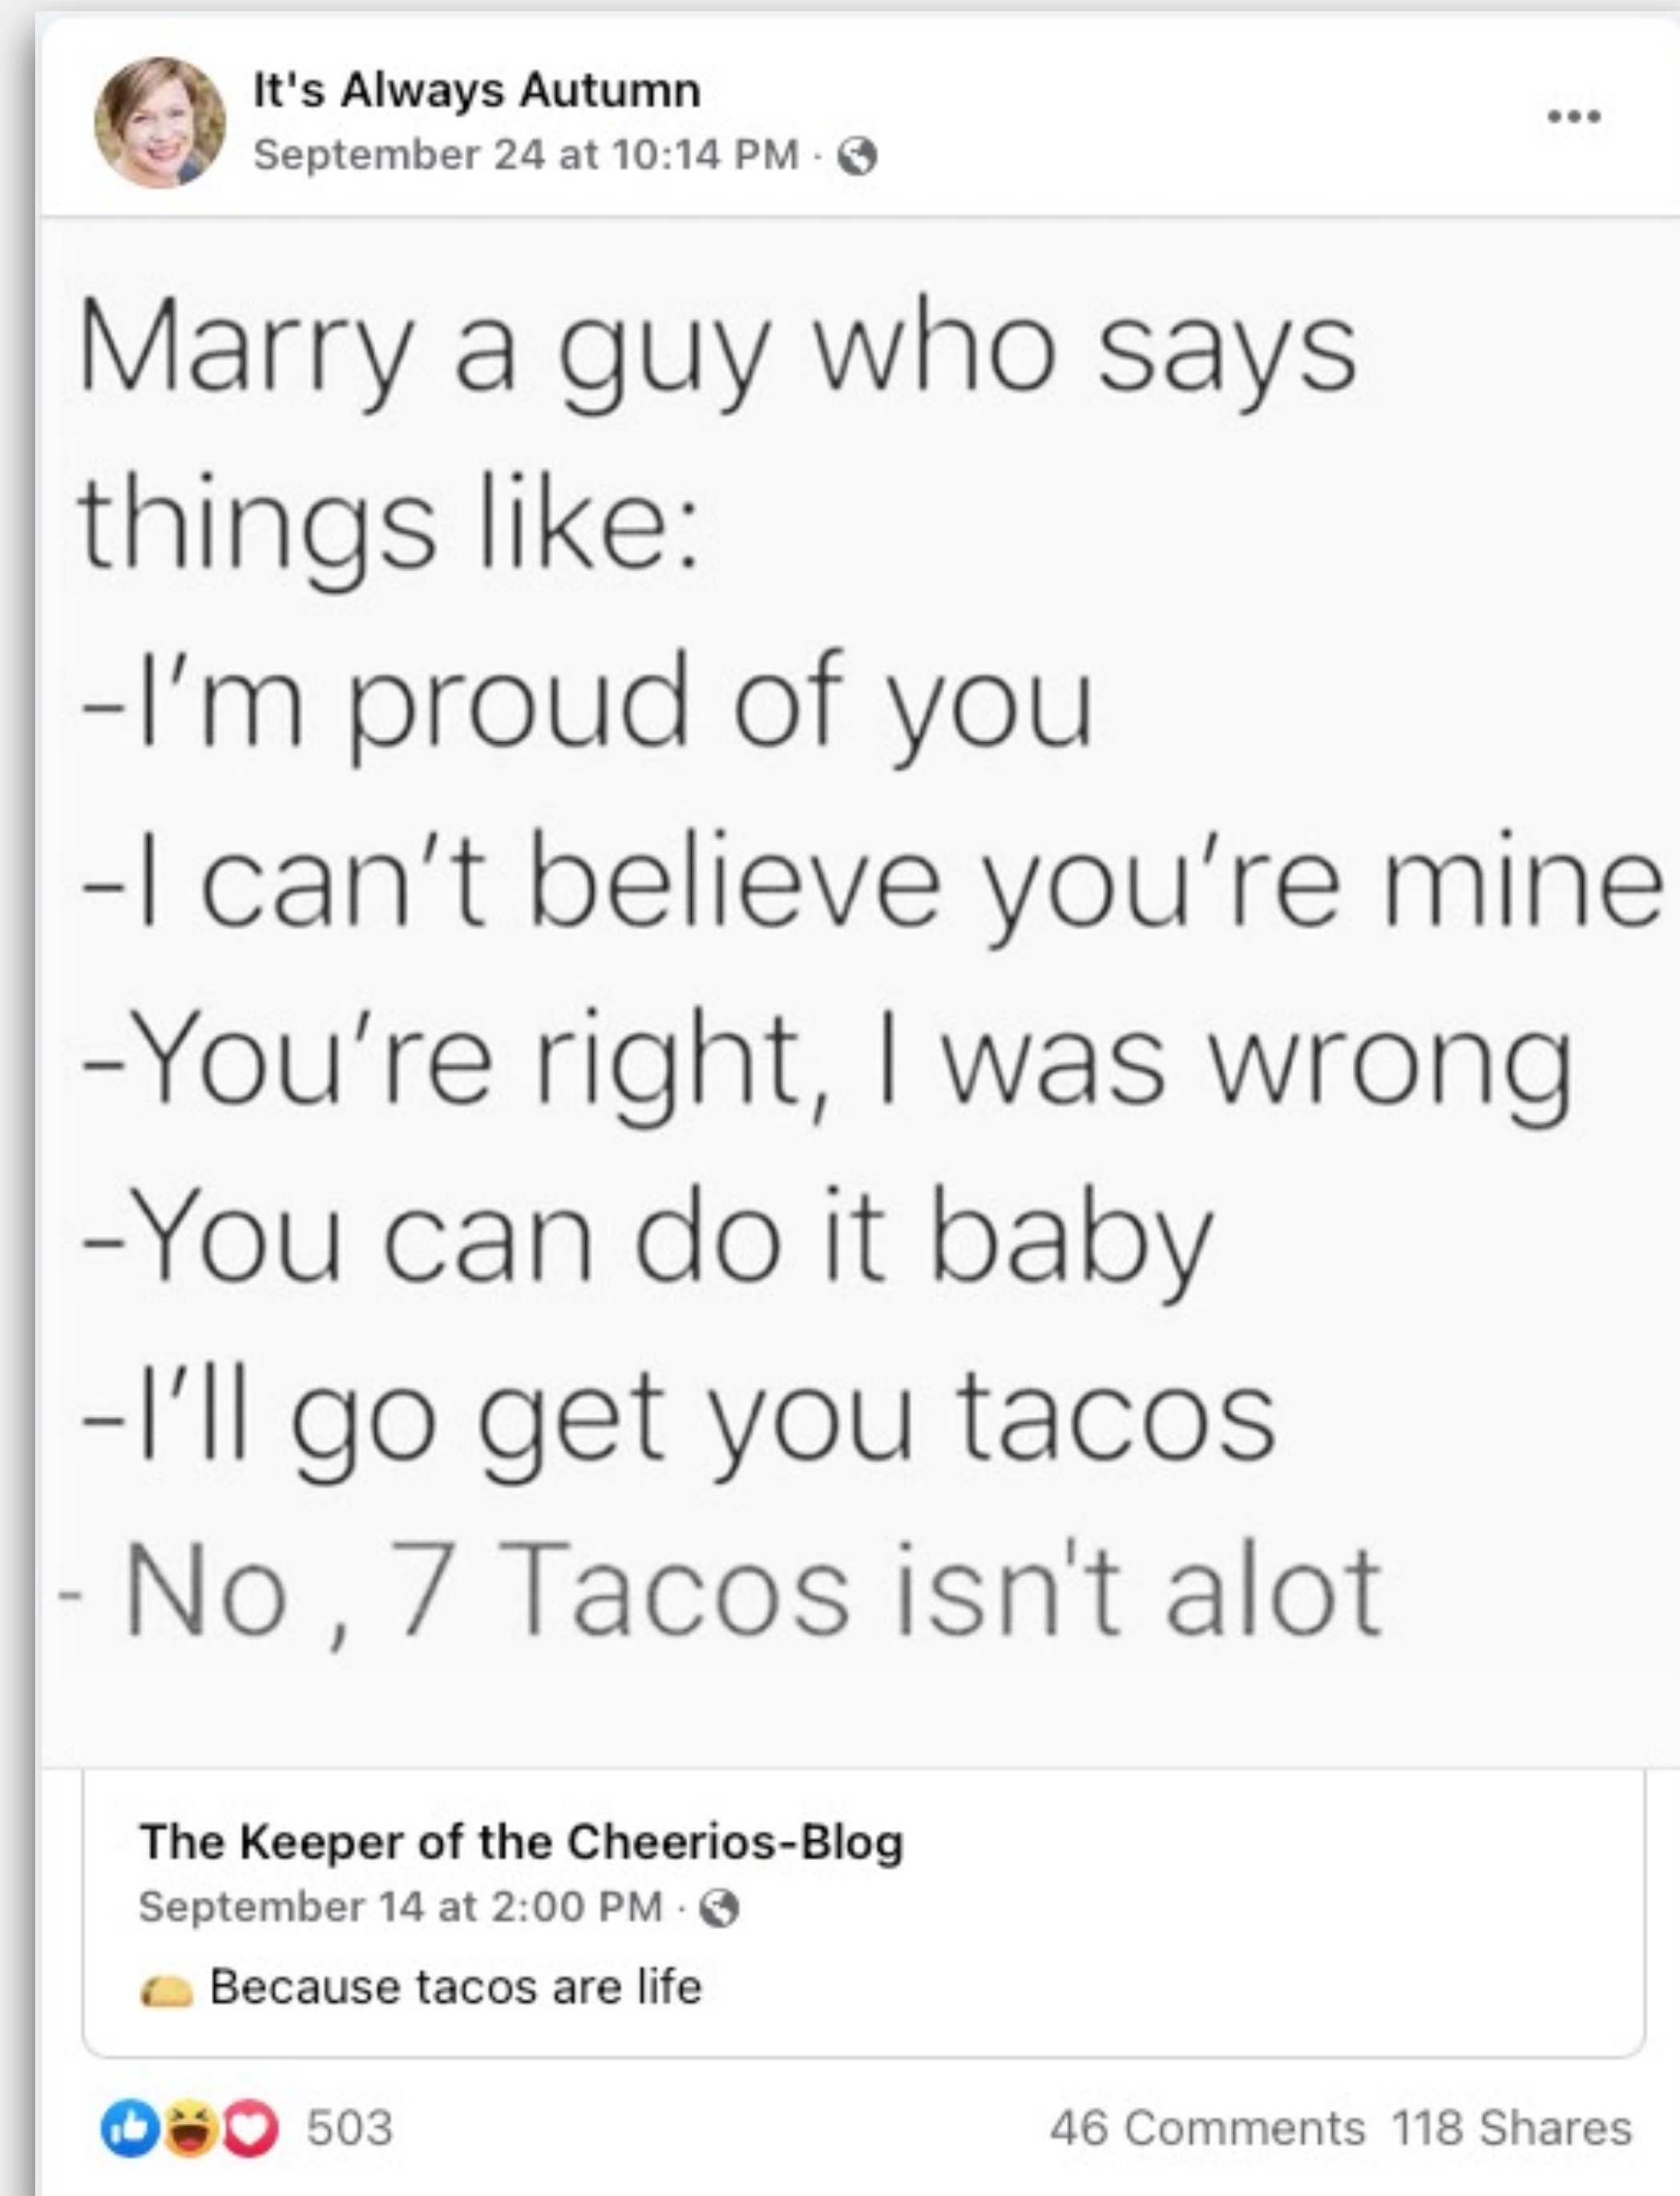 It's Always Autumn
September 24 at 10:14 PM ·
Marry a guy who says
things like:
-I’m proud of you
-I can’t believe you’re mine
-You’re right, I was wrong
-You can do it baby
-I’ll go get you tacos
- No , 7 Tacos isn't alot
The Keeper of the Cheerios-Blog
September 14 at 2:00 PM ·
🌮 Because tacos are life
503 46 Comments 118 Shares